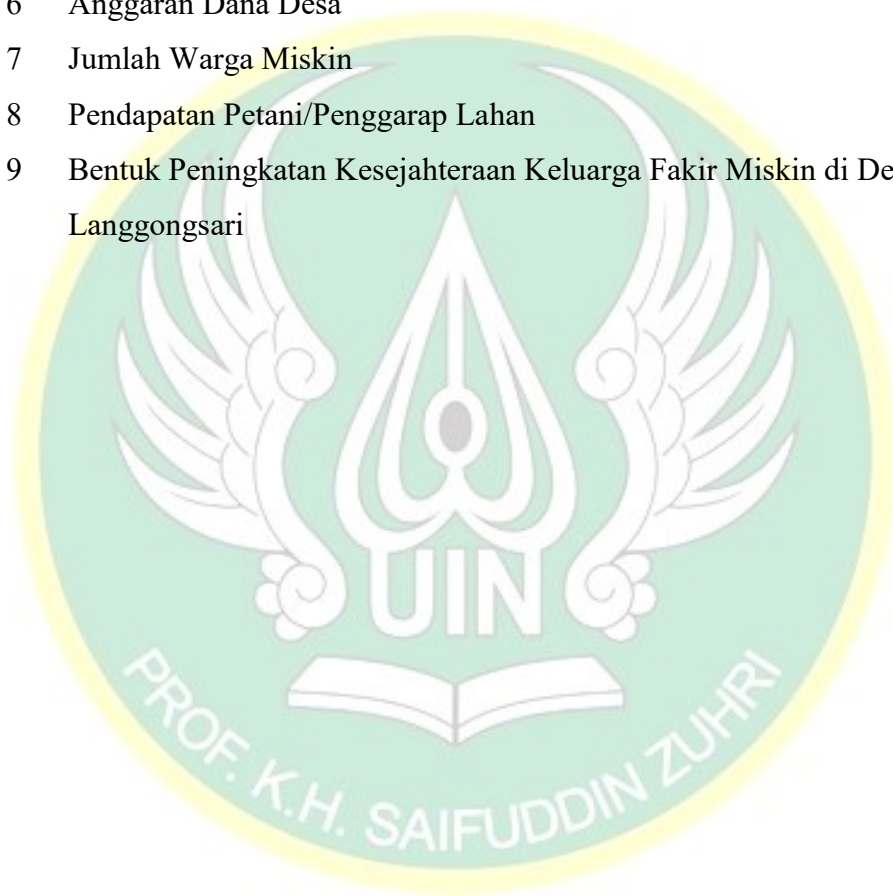 6 Anggaran Dana Desa
7 Jumlah Warga Miskin
8 Pendapatan Petani/Penggarap Lahan
9 Bentuk Peningkatan Kesejahteraan Keluarga Fakir Miskin di De
Langgongsari
UIN
PROF. K.H. SAIFUDDIN ZUHRI